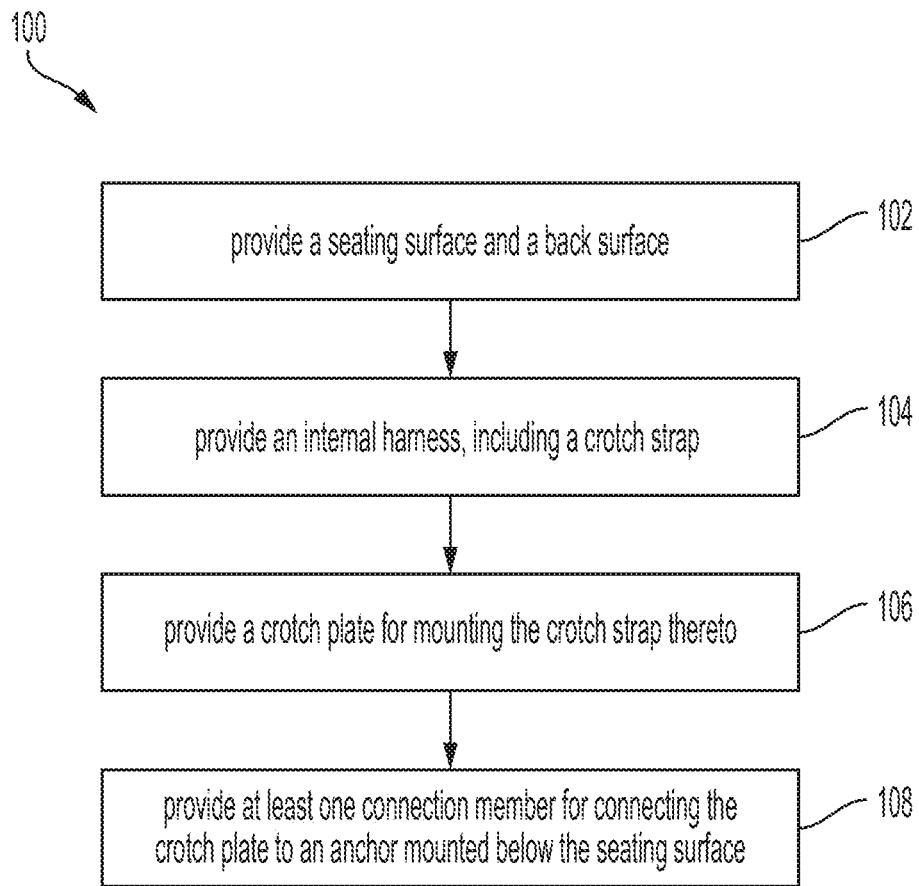 100
provide a seating surface and a back surface
102
provide an internal harness, including a crotch strap
104
provide a crotch plate for mounting the crotch strap thereto
106
provide at least one connection member for connecting the
crotch plate to an anchor mounted below the seating surface
108